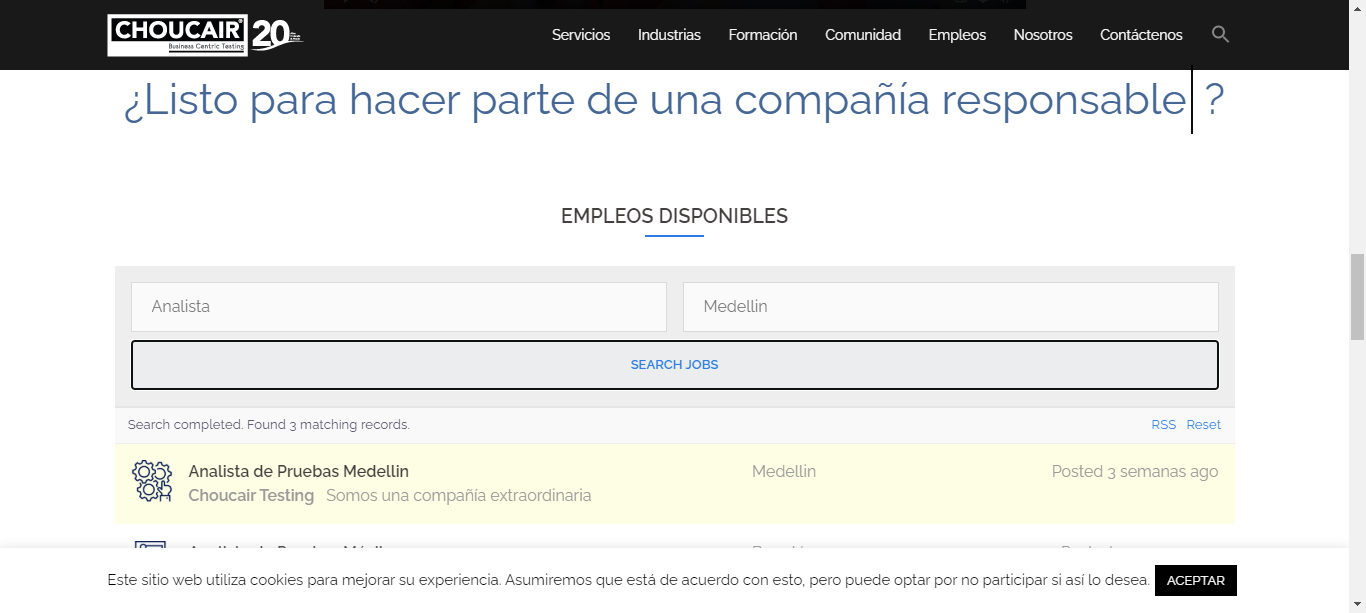 CHOUCAIR
Business Centric Testing
20
Servicios Industrias Formación Comunidad Empleos Nosotros Contáctenos
¿Listo para hacer parte de una compañía responsable ?
EMPLEOS DISPONIBLES
Analista Medellin
SEARCH JOBS
Search completed. Found 3 matching records. RSS Reset
Analista de Pruebas Medellin Medellin Posted 3 semanas ago
Choucair Testing Somos una compañía extraordinaria
Este sitio web utiliza cookies para mejorar su experiencia. Asumiremos que está de acuerdo con esto, pero puede optar por no participar si así lo desea. ACEPTAR